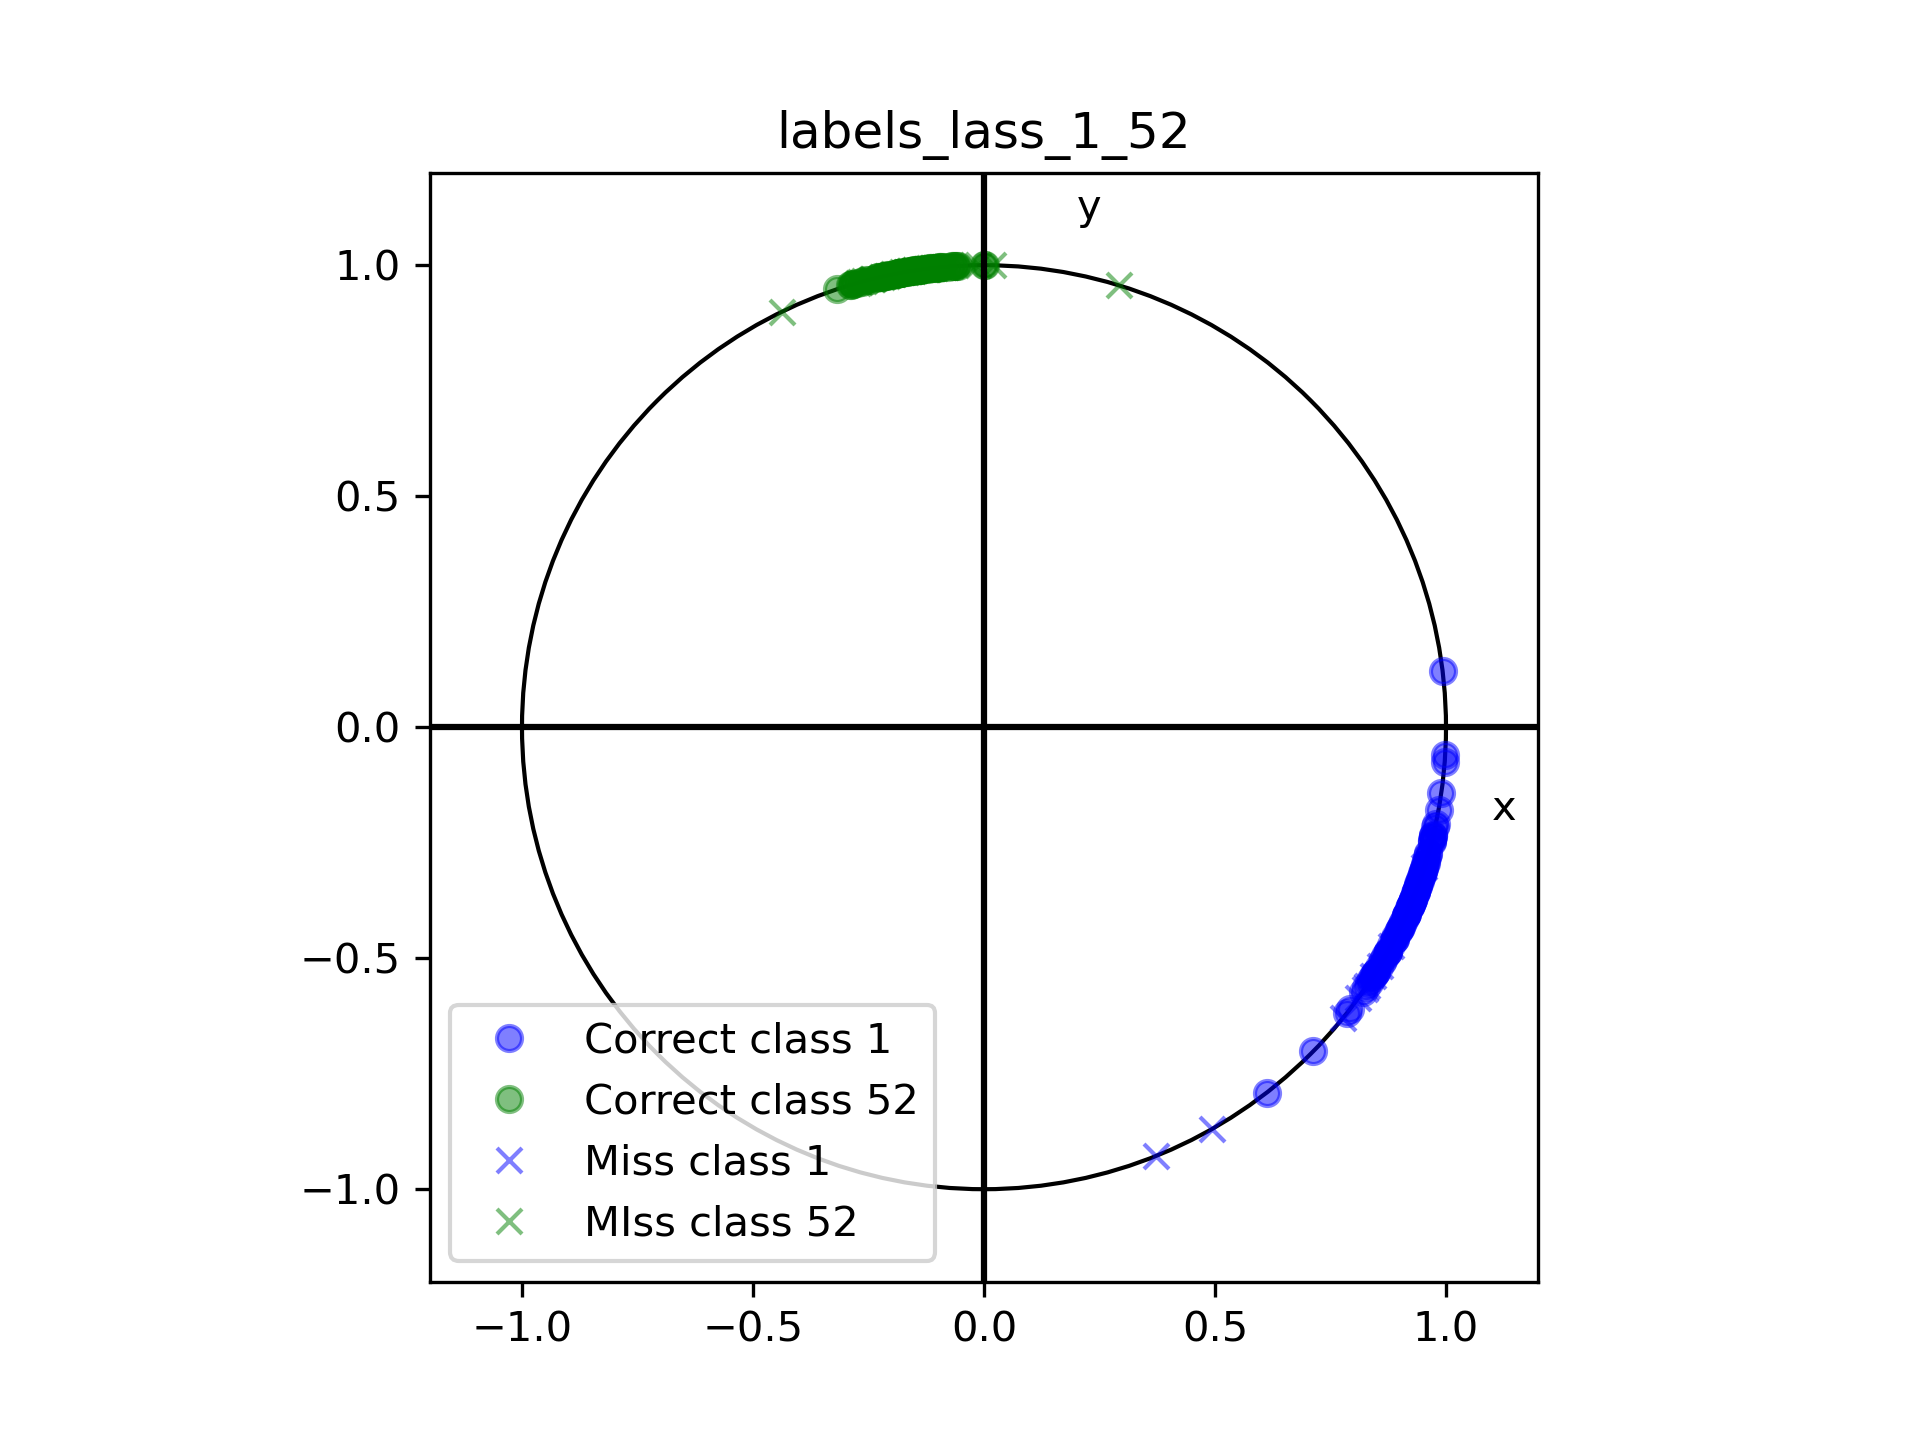 labels_lass_1_52
y
1.0
0.5
0.0
x
−0.5
−1.0
Correct class 1
Correct class 52
Miss class 1
MIss class 52
−1.0 −0.5 0.0 0.5 1.0